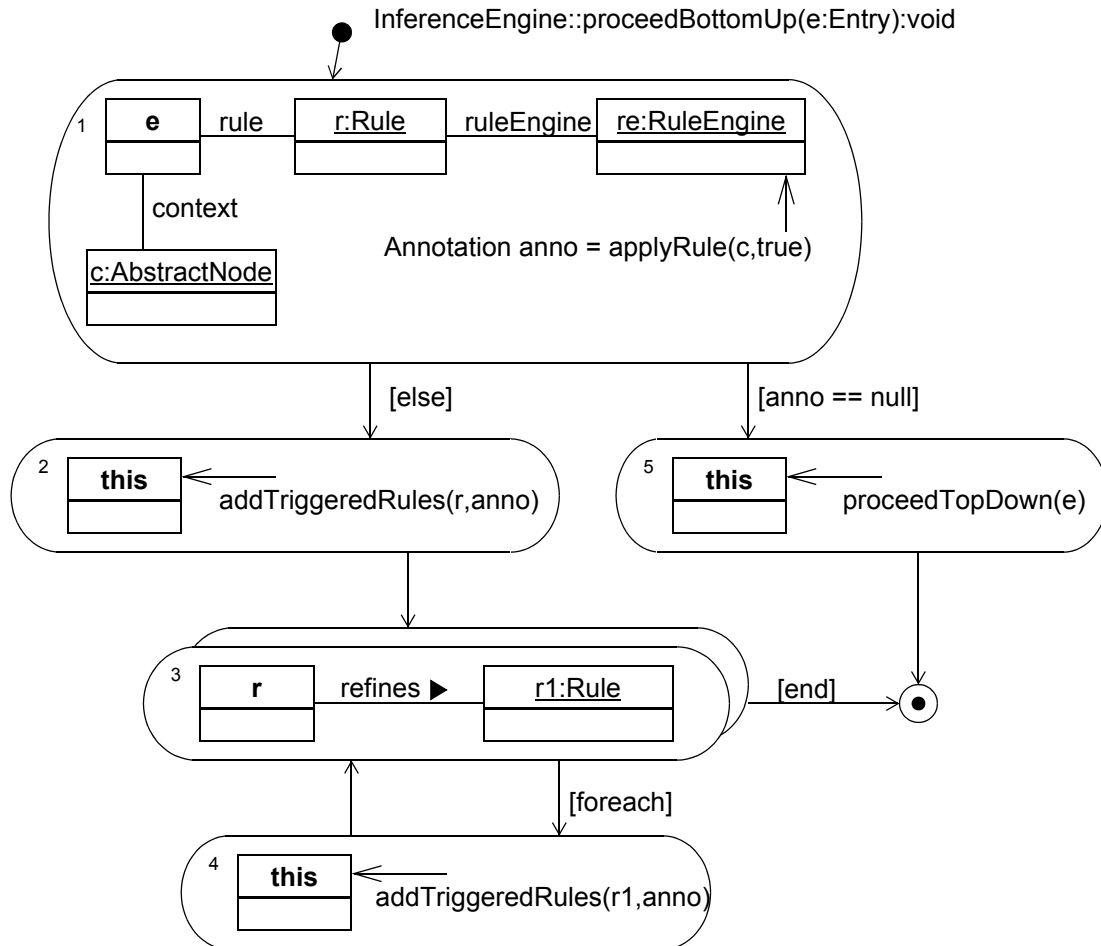 InferenceEngine::proceedBottomUp(e:Entry):void
1
e
rule
r:Rule
ruleEngine
re:RuleEngine
context
Annotation anno = applyRule(c,true)
c:AbstractNode
[else]
[anno == null]
2
this
addTriggeredRules(r,anno)
5
this
proceedTopDown(e)
3
r
refines ▶
r1:Rule
[end]
[foreach]
4
this
addTriggeredRules(r1,anno)